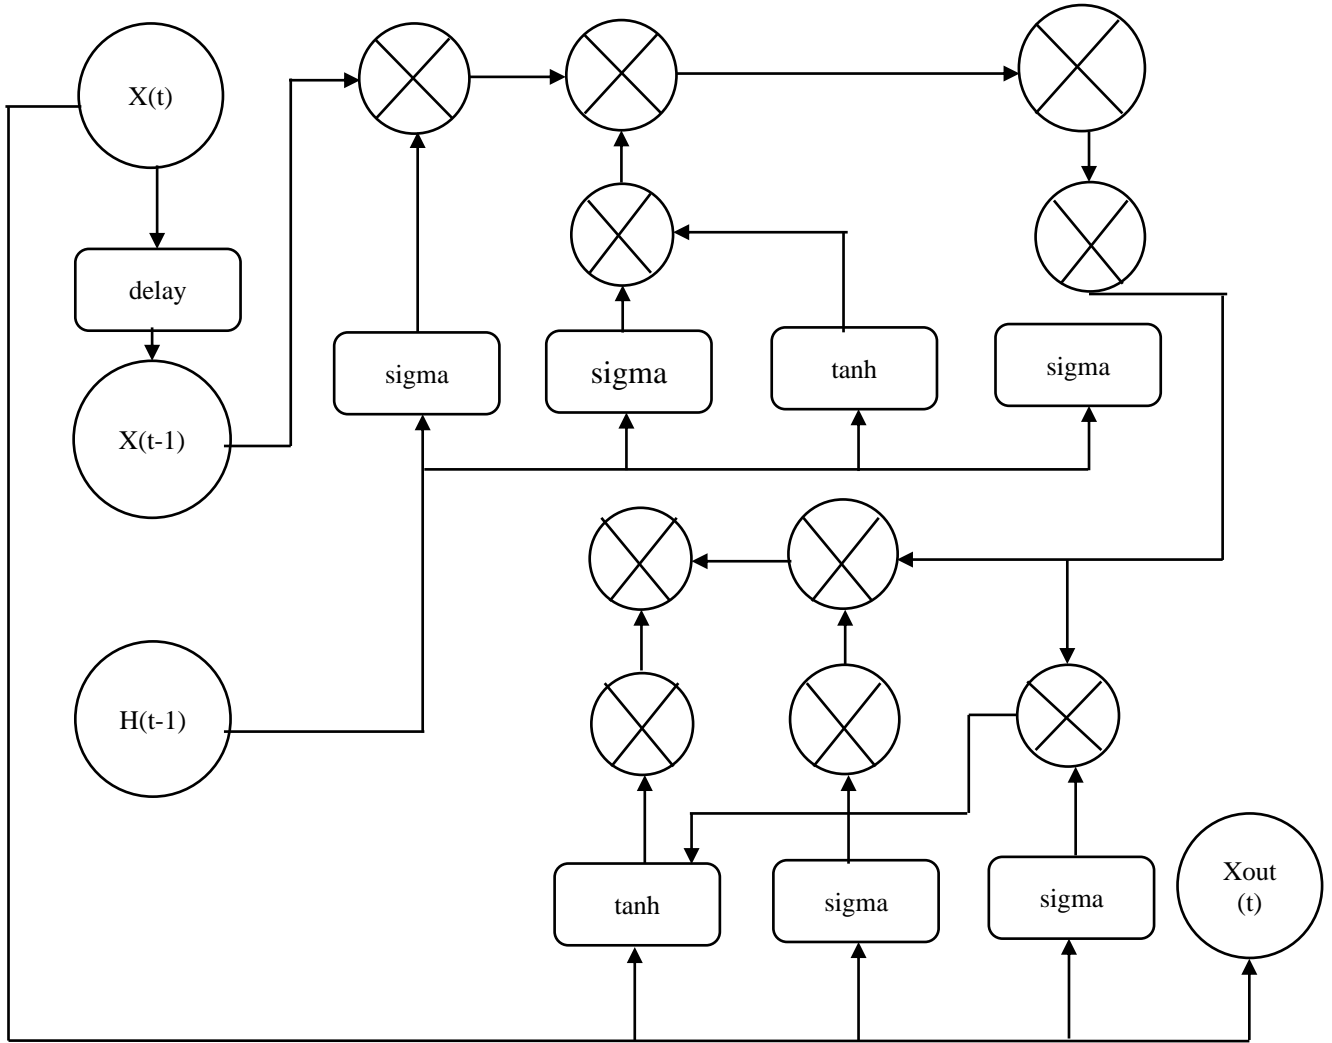 X(t)
delay
X(t-1)
sigma
sigma
tanh
sigma
H(t-1)
tanh
sigma
sigma
Xout
(t)